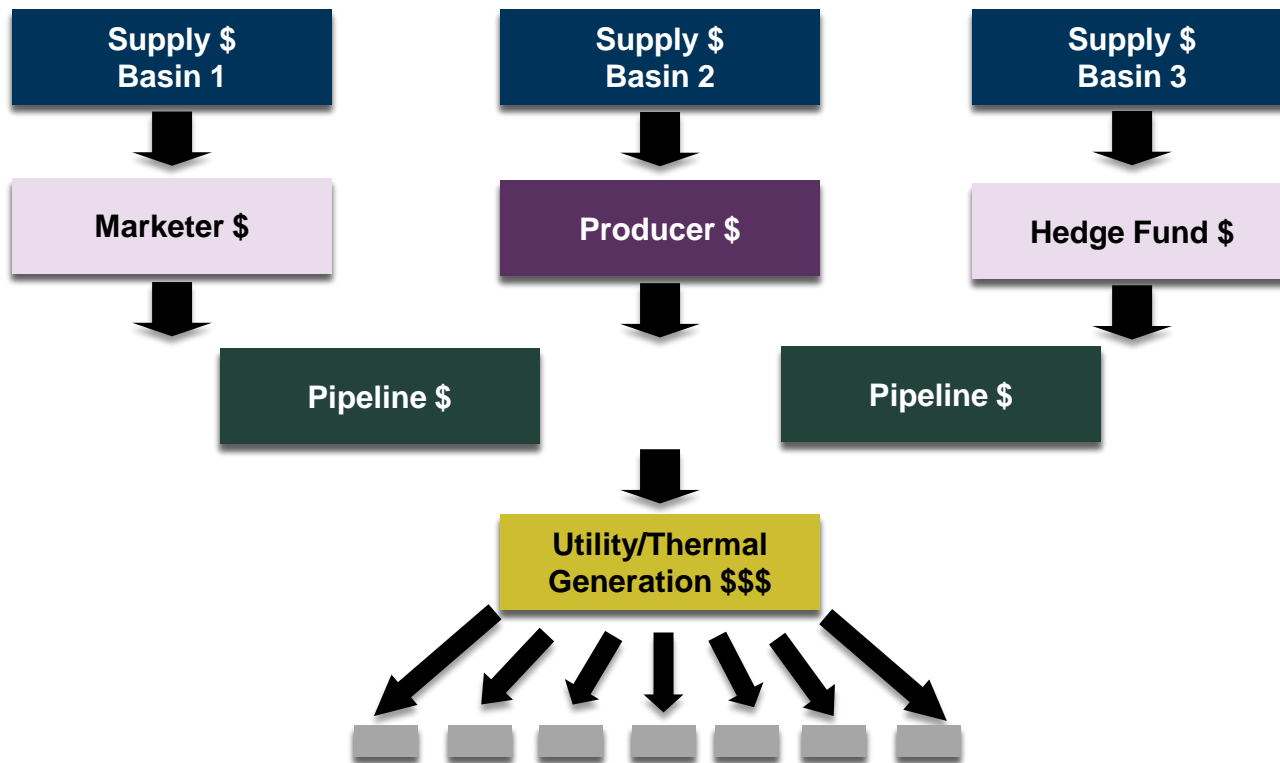 Supply $
Basin 1
Supply $
Basin 2
Supply $
Basin 3
Marketer $
Producer $
Hedge Fund $
Pipeline $
Pipeline $
Utility/Thermal
Generation $$$